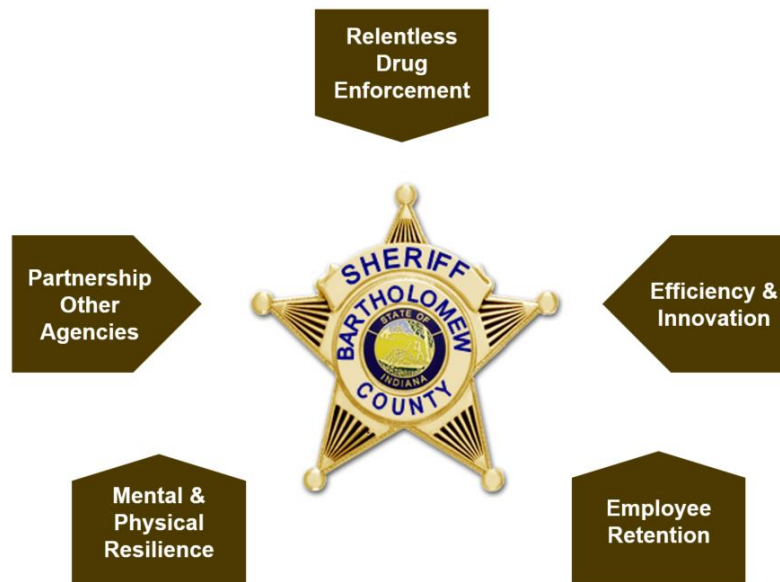 Relentless
Drug
Enforcement
Partnership
Other
Agencies
SHERIFF
BARTHOLOMEW
STATE OF
INDIANA
COUNTY
Efficiency &
Innovation
Mental &
Physical
Resilience
Employee
Retention